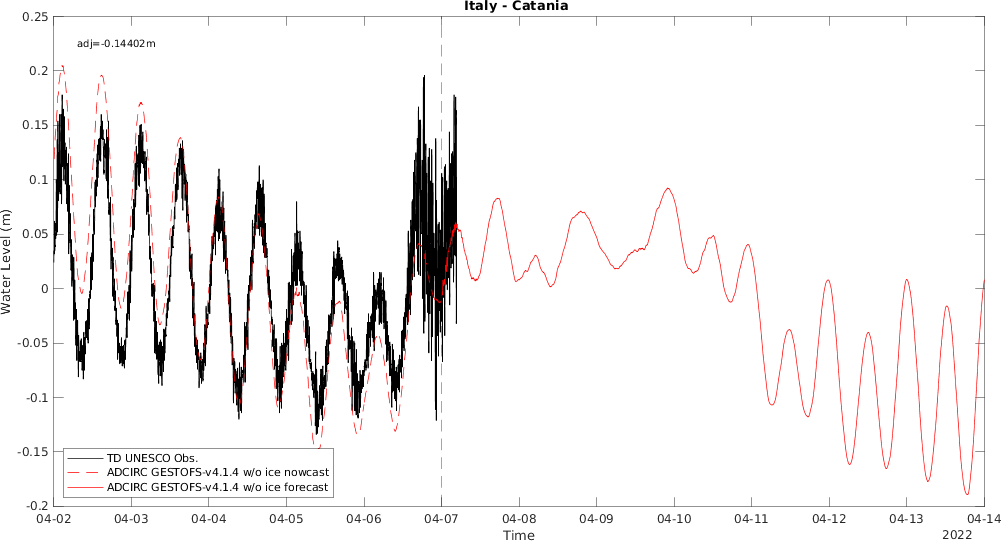 Italy - Catania
0.25
adj=-0.14402m
0.2
0.15
0.1
0.05
0
-0.05
-0.1
-0.15
-0.2
Water Level (m)
TD UNESCO Obs.
ADCIRC GESTOFS-v4.1.4 w/o ice nowcast
ADCIRC GESTOFS-v4.1.4 w/o ice forecast
04-02 04-03 04-04 04-05 04-06 04-07 04-08 04-09 04-10 04-11 04-12 04-13 04-14
Time
2022